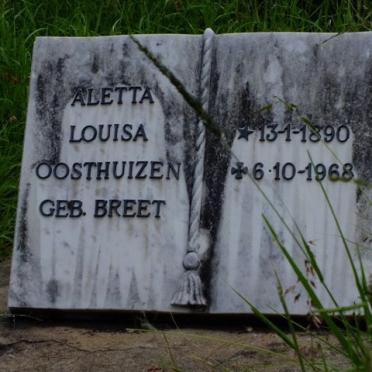 ALETTA
LOUISA
OOSTHUIZEN
GEB. BREET
★ 13-1-1890
✠ 6-10-1968